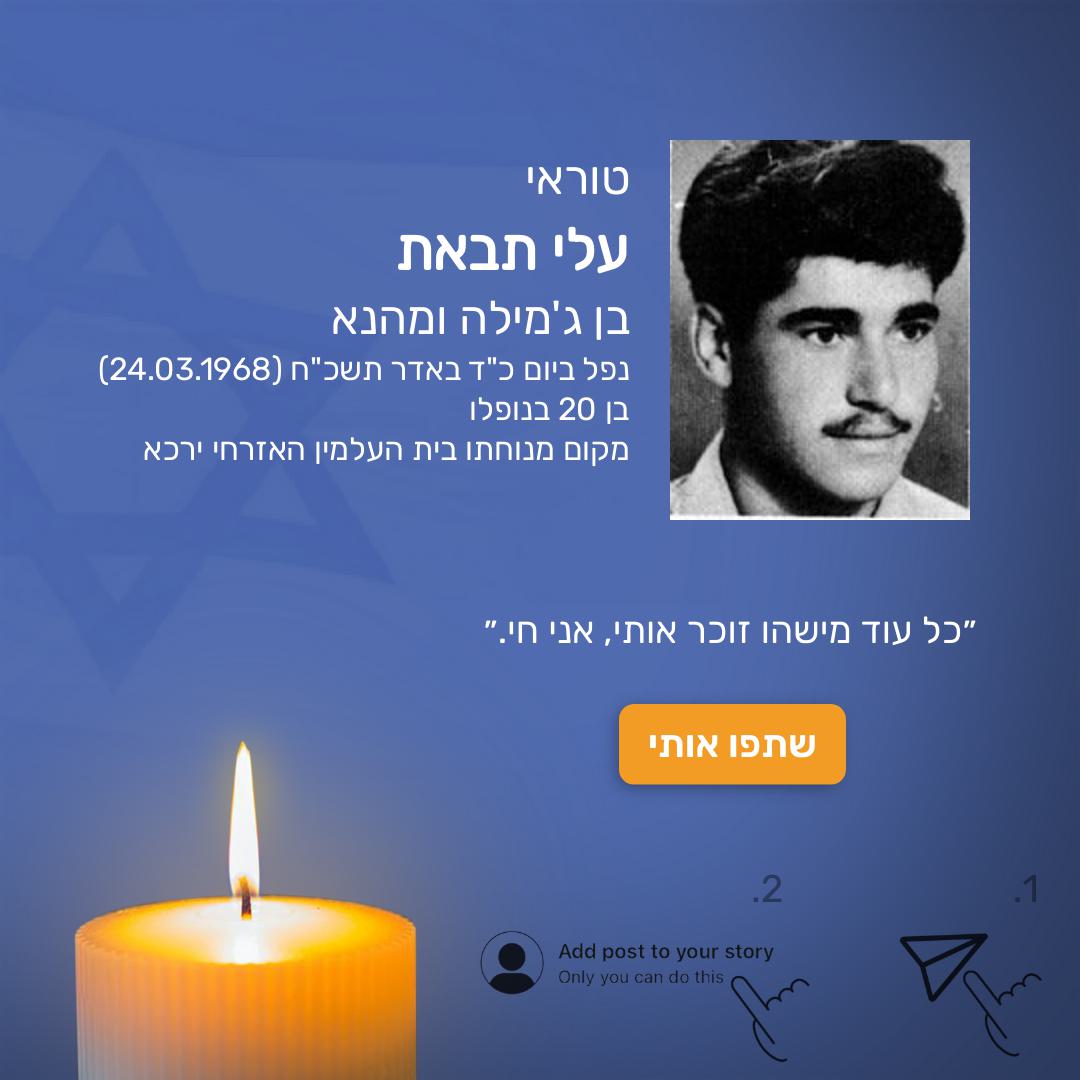 טוראי
עלי תבאת
בן ג'מילה ומהנא
נפל ביום כ"ד באדר תשכ"ח (24.03.1968)
בן 20 בנופלו
מקום מנוחתו בית העלמין האזרחי ירכא
"כל עוד מישהו זוכר אותי, אני חי."
שתפו אותי
.1
.2
Add post to your story
Only you can do this